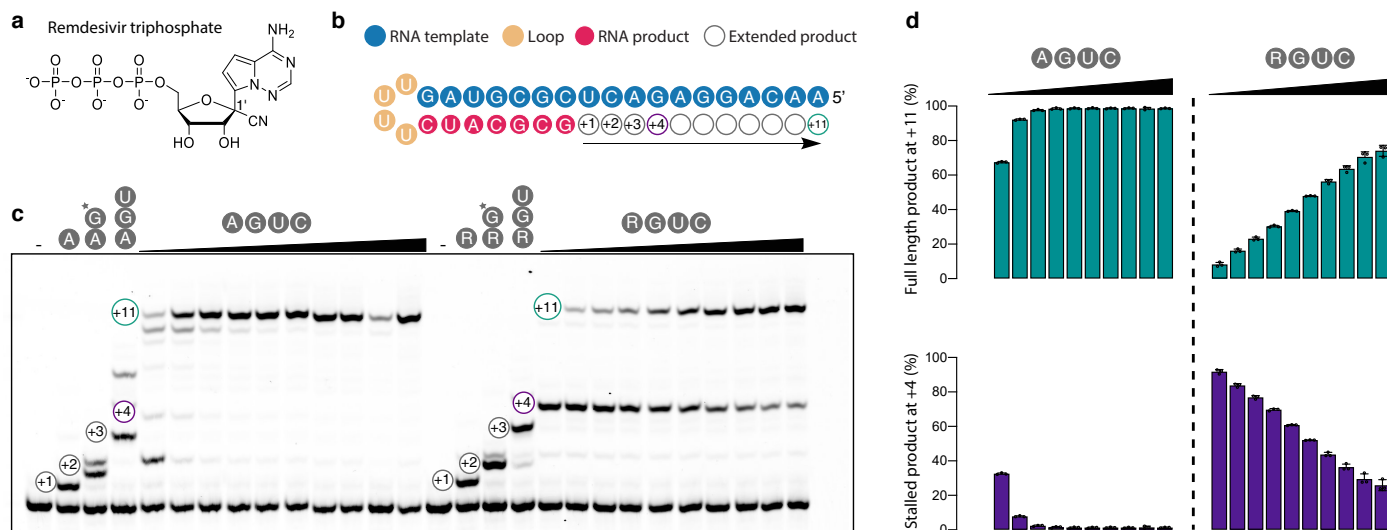 a
Remdesivir triphosphate
NH2
N
N
N
O
O
O
-O P O P O P O
O- O- O-
O
1'
CN
HO OH
b
RNA template Loop RNA product Extended product
U U G A U G C G C U C A G A G G A C A A 5'
U U C U A C G C G +1 +2 +3 +4 +11
c
U U
* G G * G G
- A A A A G U C - R R R R G U C
+11 +11
+4 +4
+3 +3
+2 +2
+1 +1
d
A G U C R G U C
Full length product at +11 (%)
100
80
60
40
20
0
Stalled product at +4 (%)
100
80
60
40
20
0